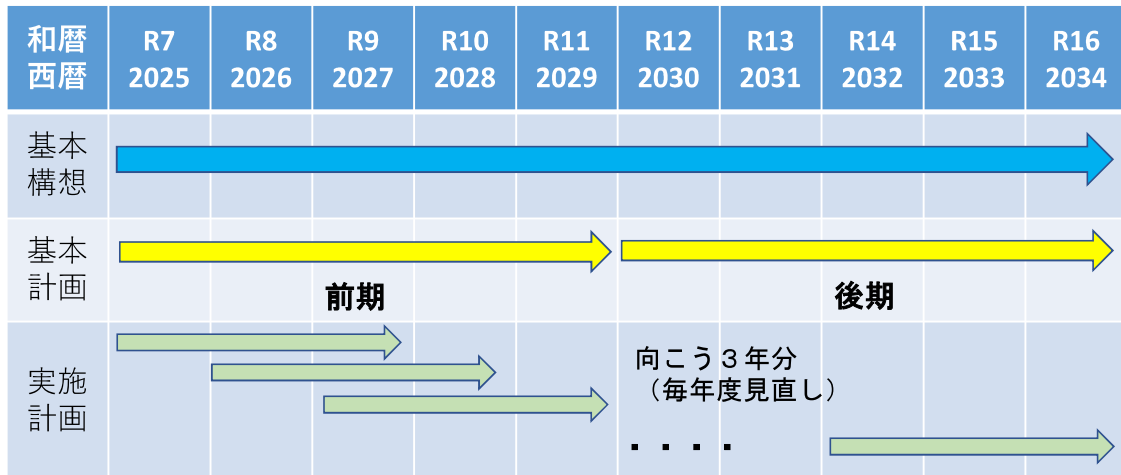 和暦 R7 R8 R9 R10 R11 R12 R13 R14 R15 R16
西暦 2025 2026 2027 2028 2029 2030 2031 2032 2033 2034
基本
構想
基本
計画
前期 後期
実施
計画
向こう３年分
（毎年度見直し）
・・・・